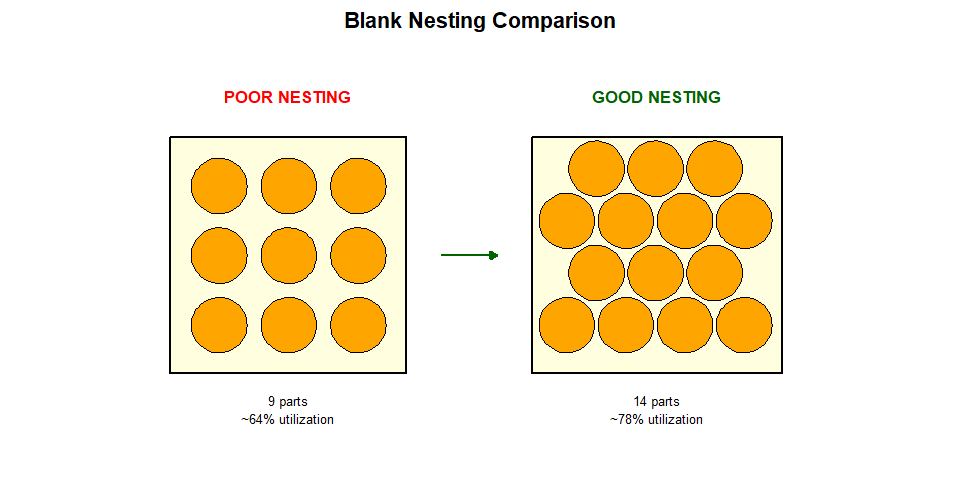 Blank Nesting Comparison
POOR NESTING
GOOD NESTING
9 parts
~64% utilization
14 parts
~78% utilization